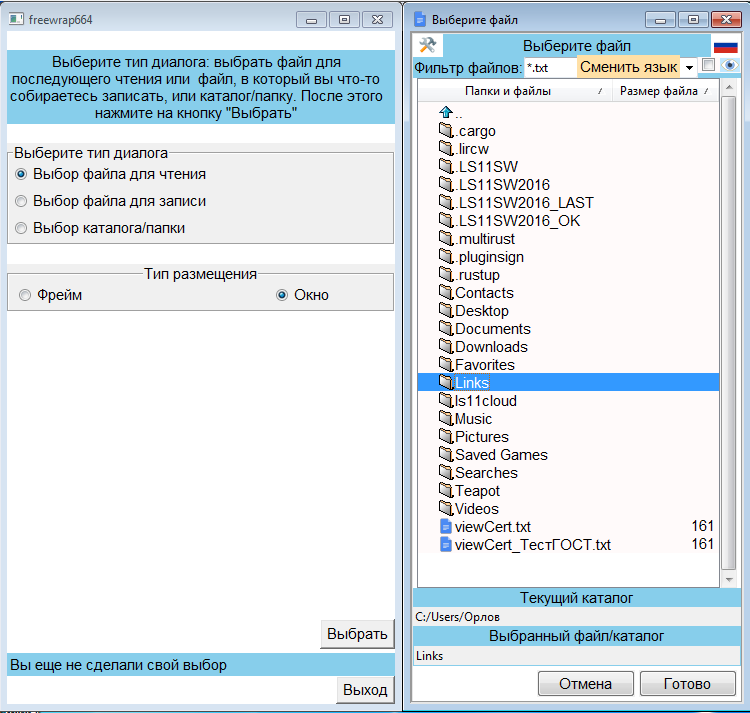 freewrap664
Выберите тип диалога: выбрать файл для
последующего чтения или файл, в который вы что-то
собираетесь записать, или каталог/папку. После этого
нажмите на кнопку "Выбрать"
Выберите тип диалога
Выбор файла для чтения
Выбор файла для записи
Выбор каталога/папки
Тип размещения
Фрейм Окно
Выбрать
Вы еще не сделали свой выбор
Выход
Выберите файл
Выберите файл
Фильтр файлов: *.txt Сменить язык
Папки и файлы Размер файла
..
.cargo
.lircw
.LS11SW
.LS11SW2016
.LS11SW2016_LAST
.LS11SW2016_OK
.multirust
.pluginsign
.rustup
Contacts
Desktop
Documents
Downloads
Favorites
Links
ls11cloud
Music
Pictures
Saved Games
Searches
Teapot
Videos
viewCert.txt 161
viewCert_ТестГОСТ.txt 161
Текущий каталог
C:/Users/Орлов
Выбранный файл/каталог
Links
Отмена Готово